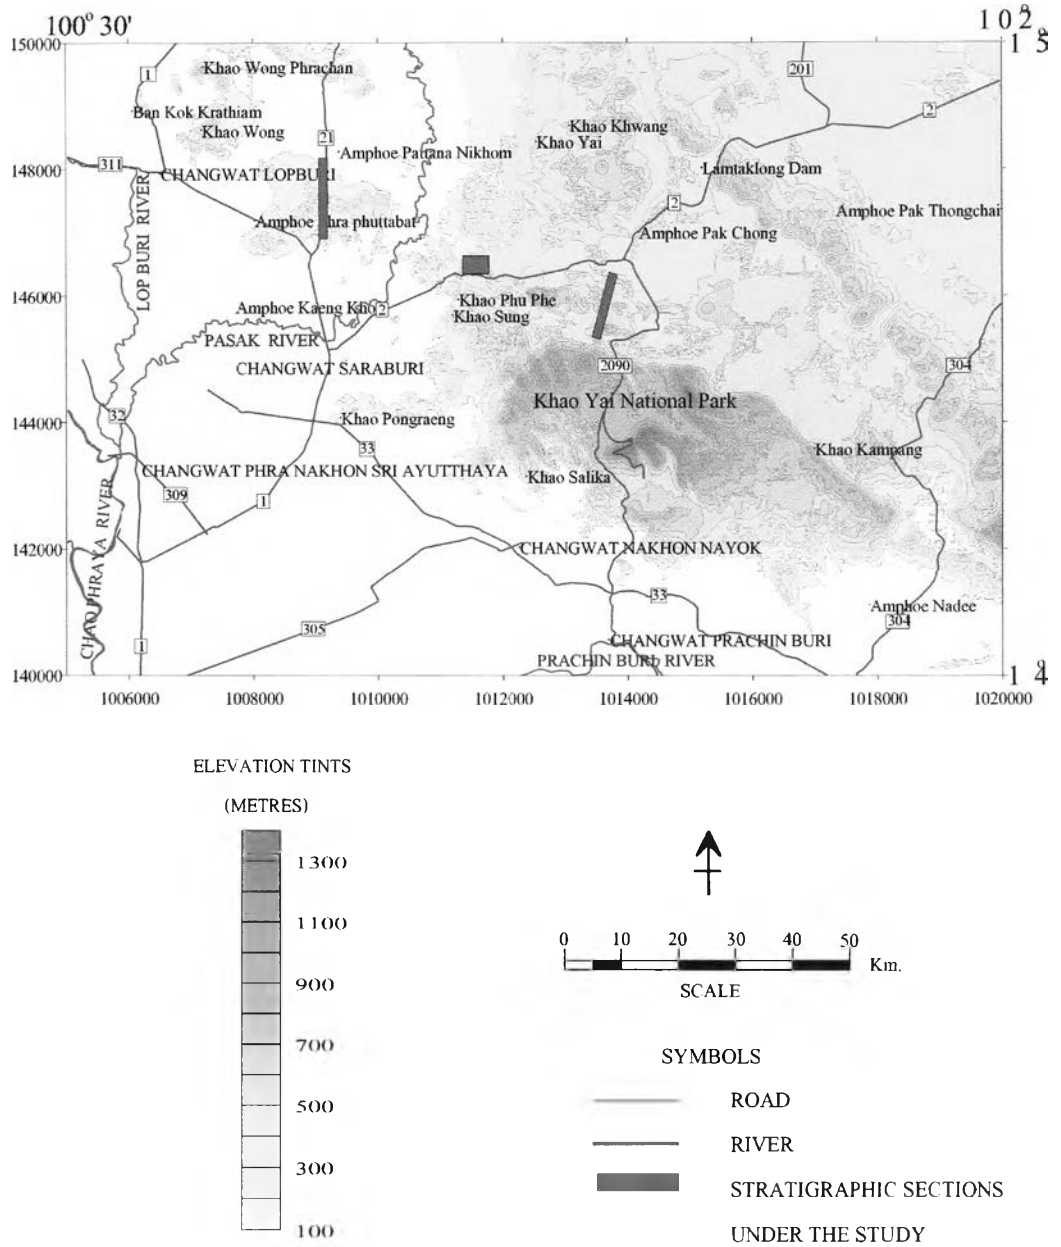 100° 30'
102°
150000
15°
201
1
Khao Wong Phrachan
2
Ban Kok Krathiam
Khao Khwang
Khao Wong
21
Khao Yai
Amphoe Pattana Nikhom
148000
311
CHANGWAT LOPBURI
Lamtaklong Dam
2
Amphoe Pak Thongchai
Amphoe Phra phuttabat
Amphoe Pak Chong
LOP BURI RIVER
146000
Khao Phu Phe
Amphoe Kaeng Kho
2
Khao Sung
PASAK RIVER
CHANGWAT SARABURI
2090
304
Khao Yai National Park
144000
32
Khao Pongraeng
33
Khao Kampang
CHANGWAT PHRA NAKHON SRI AYUTTHAYA
Khao Salika
309
1
CHAO PHRAYA RIVER
142000
CHANGWAT NAKHON NAYOK
33
Amphoe Nadee
304
305
1
CHANGWAT PRACHIN BURI
PRACHIN BURI RIVER
140000
14°
1006000 1008000 1010000 1012000 1014000 1016000 1018000 1020000
ELEVATION TINTS
(METRES)
1300
1100
900
700
500
300
100
0 10 20 30 40 50
Km.
SCALE
SYMBOLS
ROAD
RIVER
STRATIGRAPHIC SECTIONS
UNDER THE STUDY